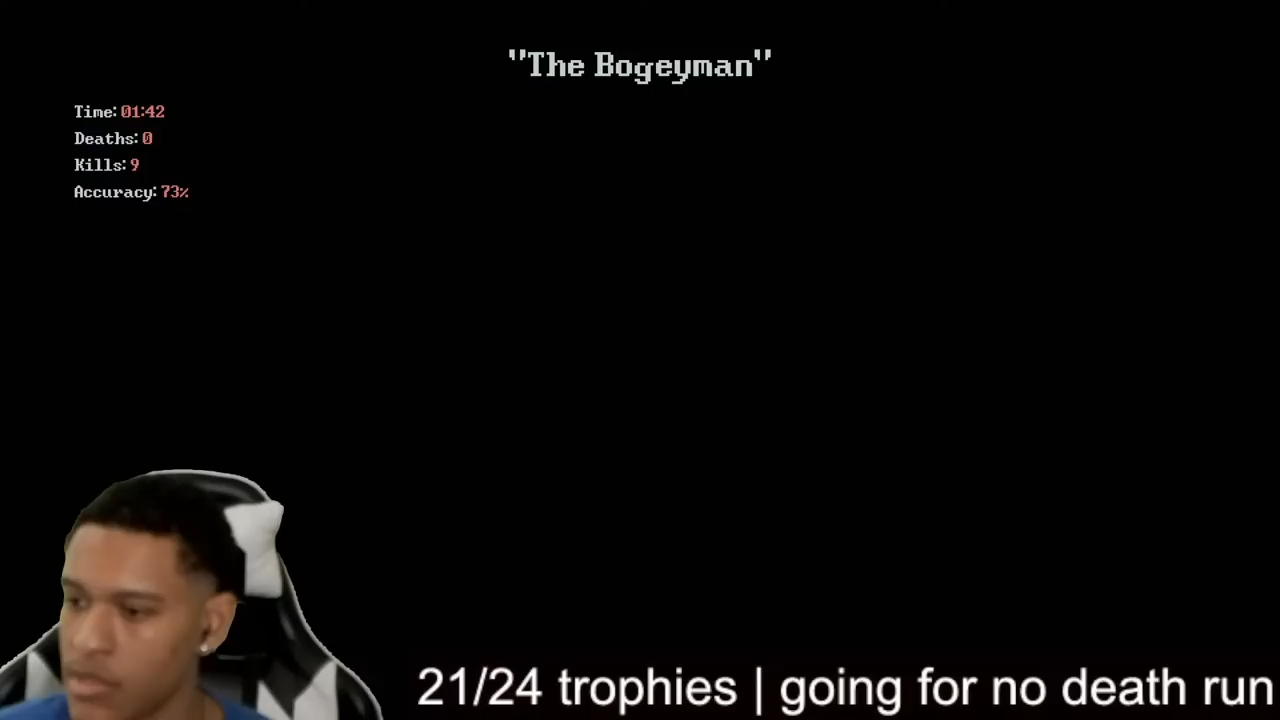 "The Bogeyman"
Time: 01:42
Deaths: 0
Kills: 9
Accuracy: 73%
21/24 trophies | going for no death run